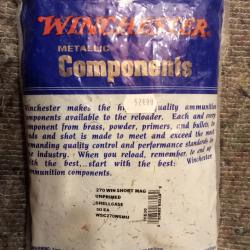 WINCHESTER
METALLIC
Components
Winchester makes the quality ammunition
components available to the reloader. Each and every
component from brass, powder, primers, and bullets, to
and shot is made to meet and exceed the most
demanding quality control and performance standards in
industry. When you reload, remember, to end up
with the best, start with the best: Winchester
ammunition components.
270 WIN SHORT MAG
UNPRIMED
SHELLCASE
50 EA
WSC270WSMU